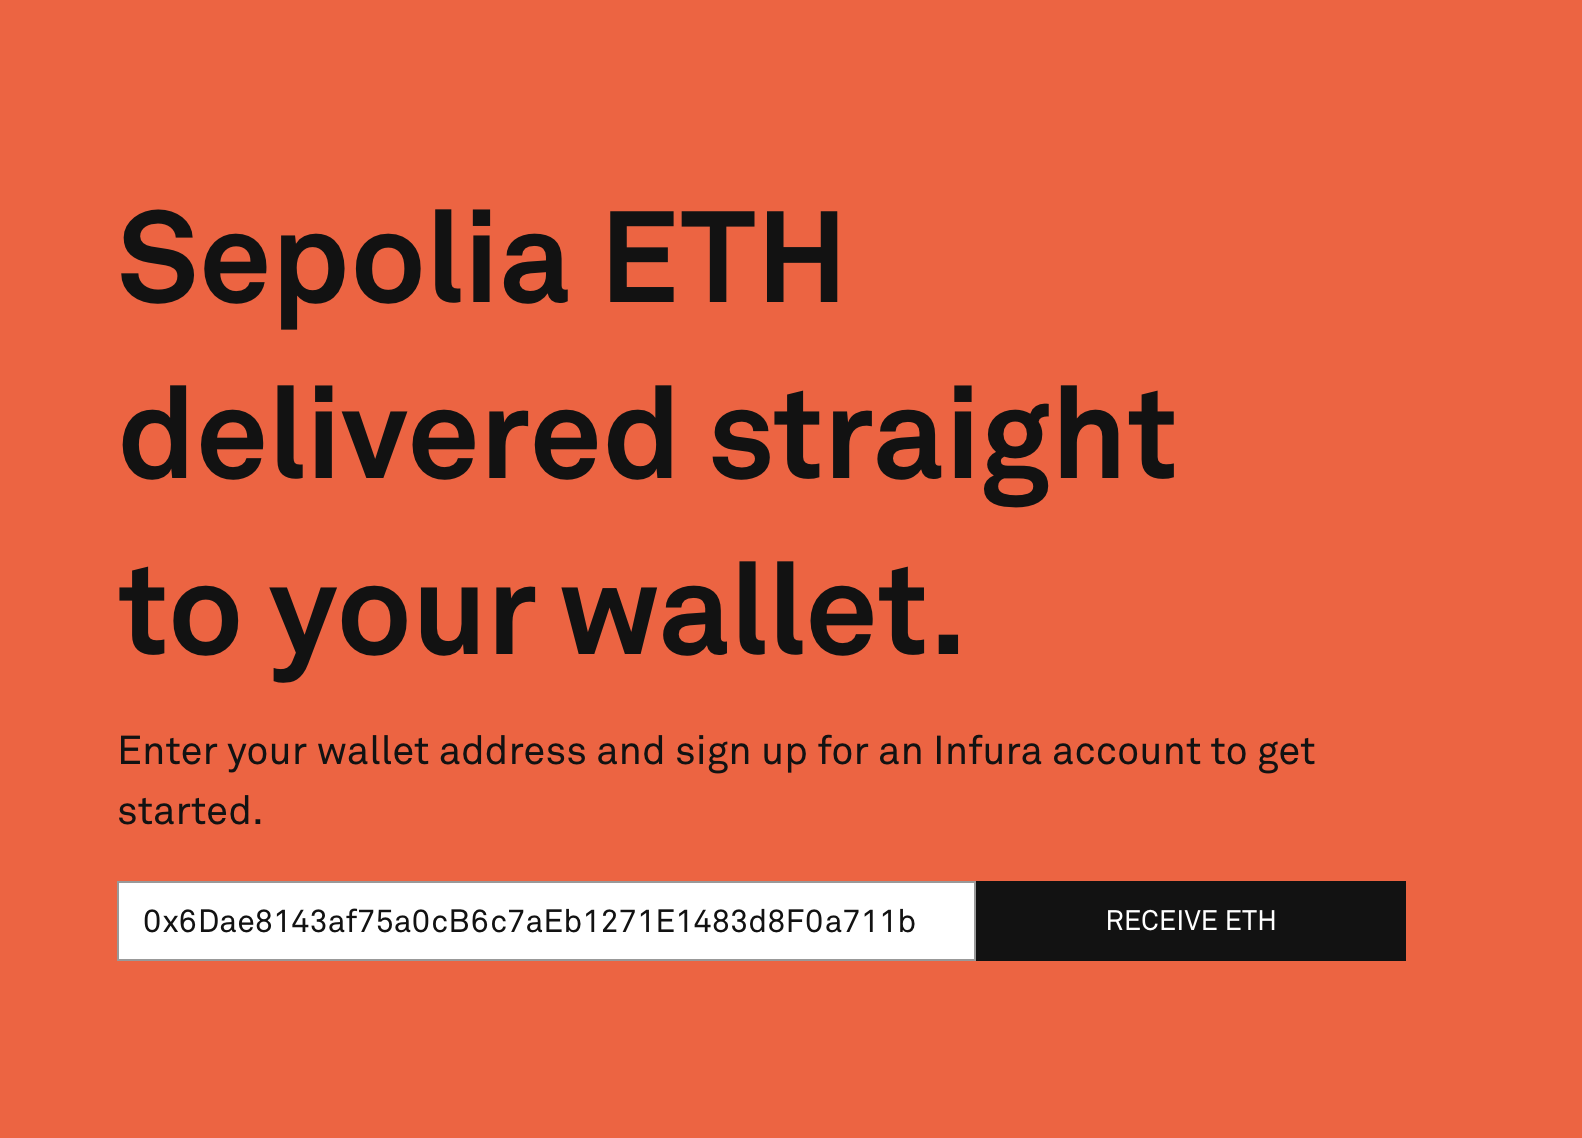 Sepolia ETH
delivered straight
to your wallet.
Enter your wallet address and sign up for an Infura account to get
started.
0x6Dae8143af75a0cB6c7aEb1271E1483d8F0a711b
RECEIVE ETH